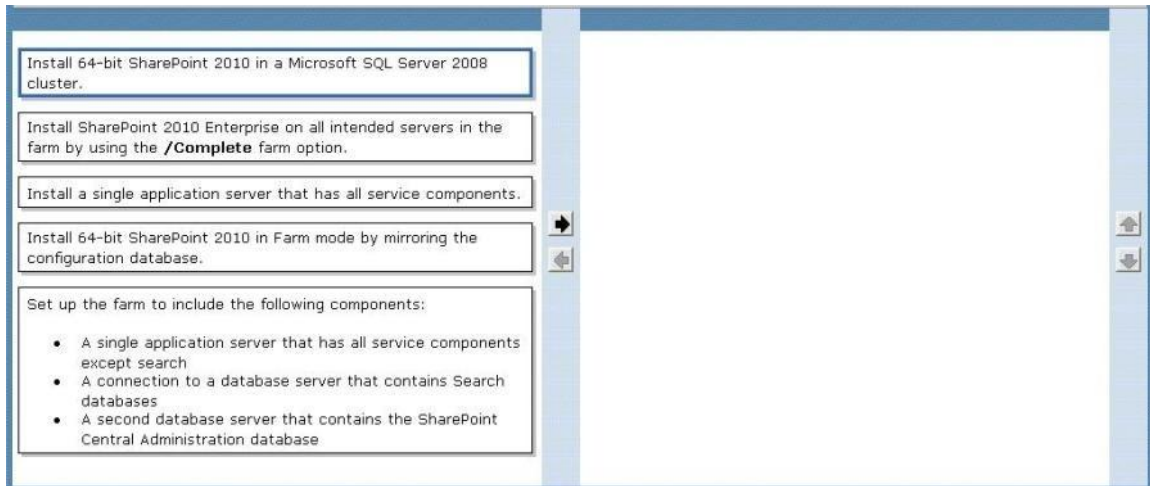 Install 64-bit SharePoint 2010 in a Microsoft SQL Server 2008
cluster.
Install SharePoint 2010 Enterprise on all intended servers in the
farm by using the /Complete farm option.
Install a single application server that has all service components.
Install 64-bit SharePoint 2010 in Farm mode by mirroring the
configuration database.
Set up the farm to include the following components:
• A single application server that has all service components
except search
• A connection to a database server that contains Search
databases
• A second database server that contains the SharePoint
Central Administration database